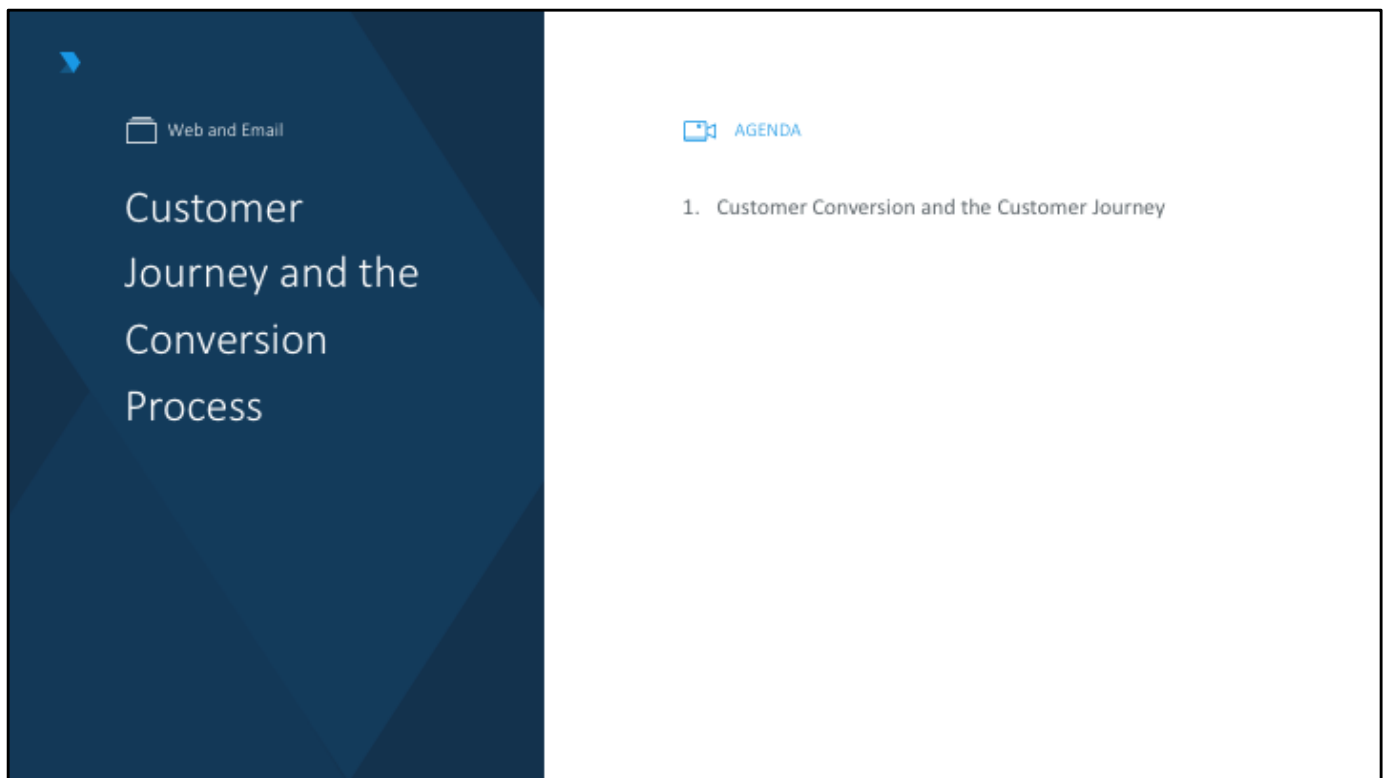 Web and Email
Customer
Journey and the
Conversion
Process
AGENDA
1. Customer Conversion and the Customer Journey